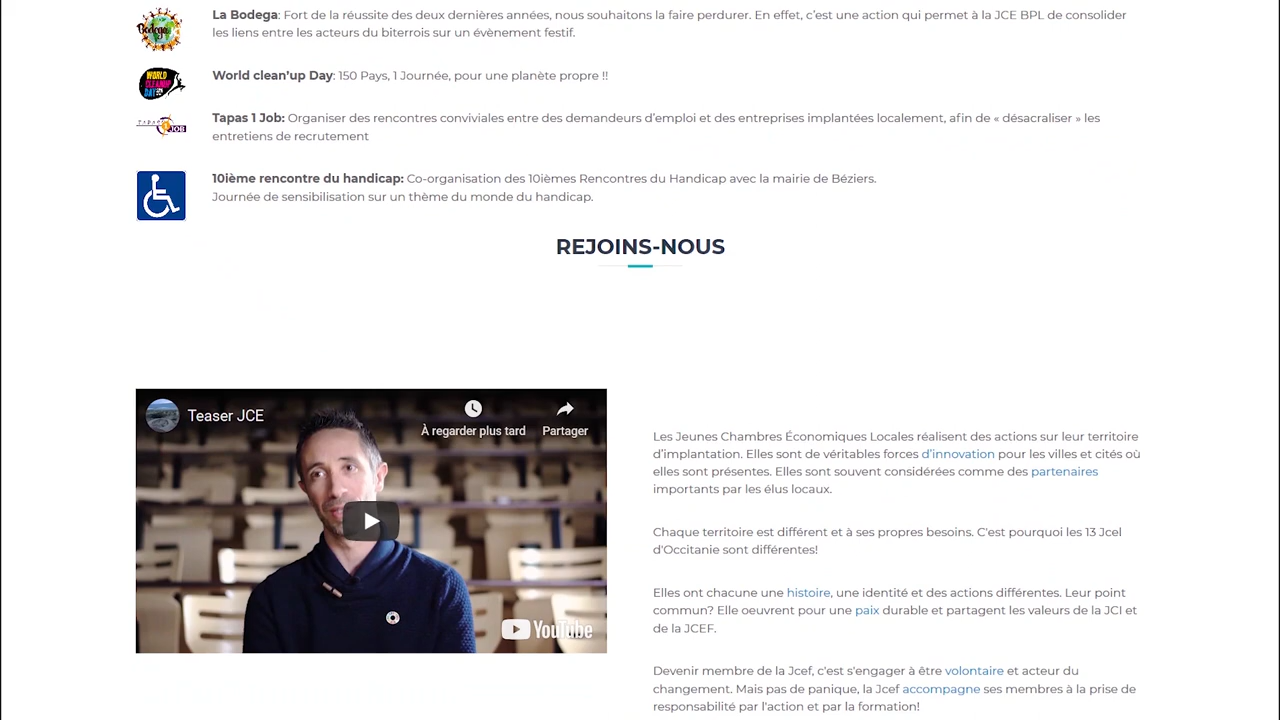 Bodega
La Bodega: Fort de la réussite des deux dernières années, nous souhaitons la faire perdurer. En effet, c’est une action qui permet à la JCE BPL de consolider
les liens entre les acteurs du biterrois sur un évènement festif.
WORLD
CLEANUP
DAY
World clean’up Day: 150 Pays, 1 Journée, pour une planète propre !!
TAPAS
JOB
Tapas 1 Job: Organiser des rencontres conviviales entre des demandeurs d’emploi et des entreprises implantées localement, afin de « désacraliser » les
entretiens de recrutement
10ième rencontre du handicap: Co-organisation des 10ièmes Rencontres du Handicap avec la mairie de Béziers.
Journée de sensibilisation sur un thème du monde du handicap.
REJOINS-NOUS
Teaser JCE
À regarder plus tard
Partager
YouTube
Les Jeunes Chambres Économiques Locales réalisent des actions sur leur territoire
d’implantation. Elles sont de véritables forces d’innovation pour les villes et cités où
elles sont présentes. Elles sont souvent considérées comme des partenaires
importants par les élus locaux.
Chaque territoire est différent et à ses propres besoins. C'est pourquoi les 13 Jcel
d'Occitanie sont différentes!
Elles ont chacune une histoire, une identité et des actions différentes. Leur point
commun? Elle oeuvrent pour une paix durable et partagent les valeurs de la JCI et
de la JCEF.
Devenir membre de la Jcef, c'est s'engager à être volontaire et acteur du
changement. Mais pas de panique, la Jcef accompagne ses membres à la prise de
responsabilité par l'action et par la formation!